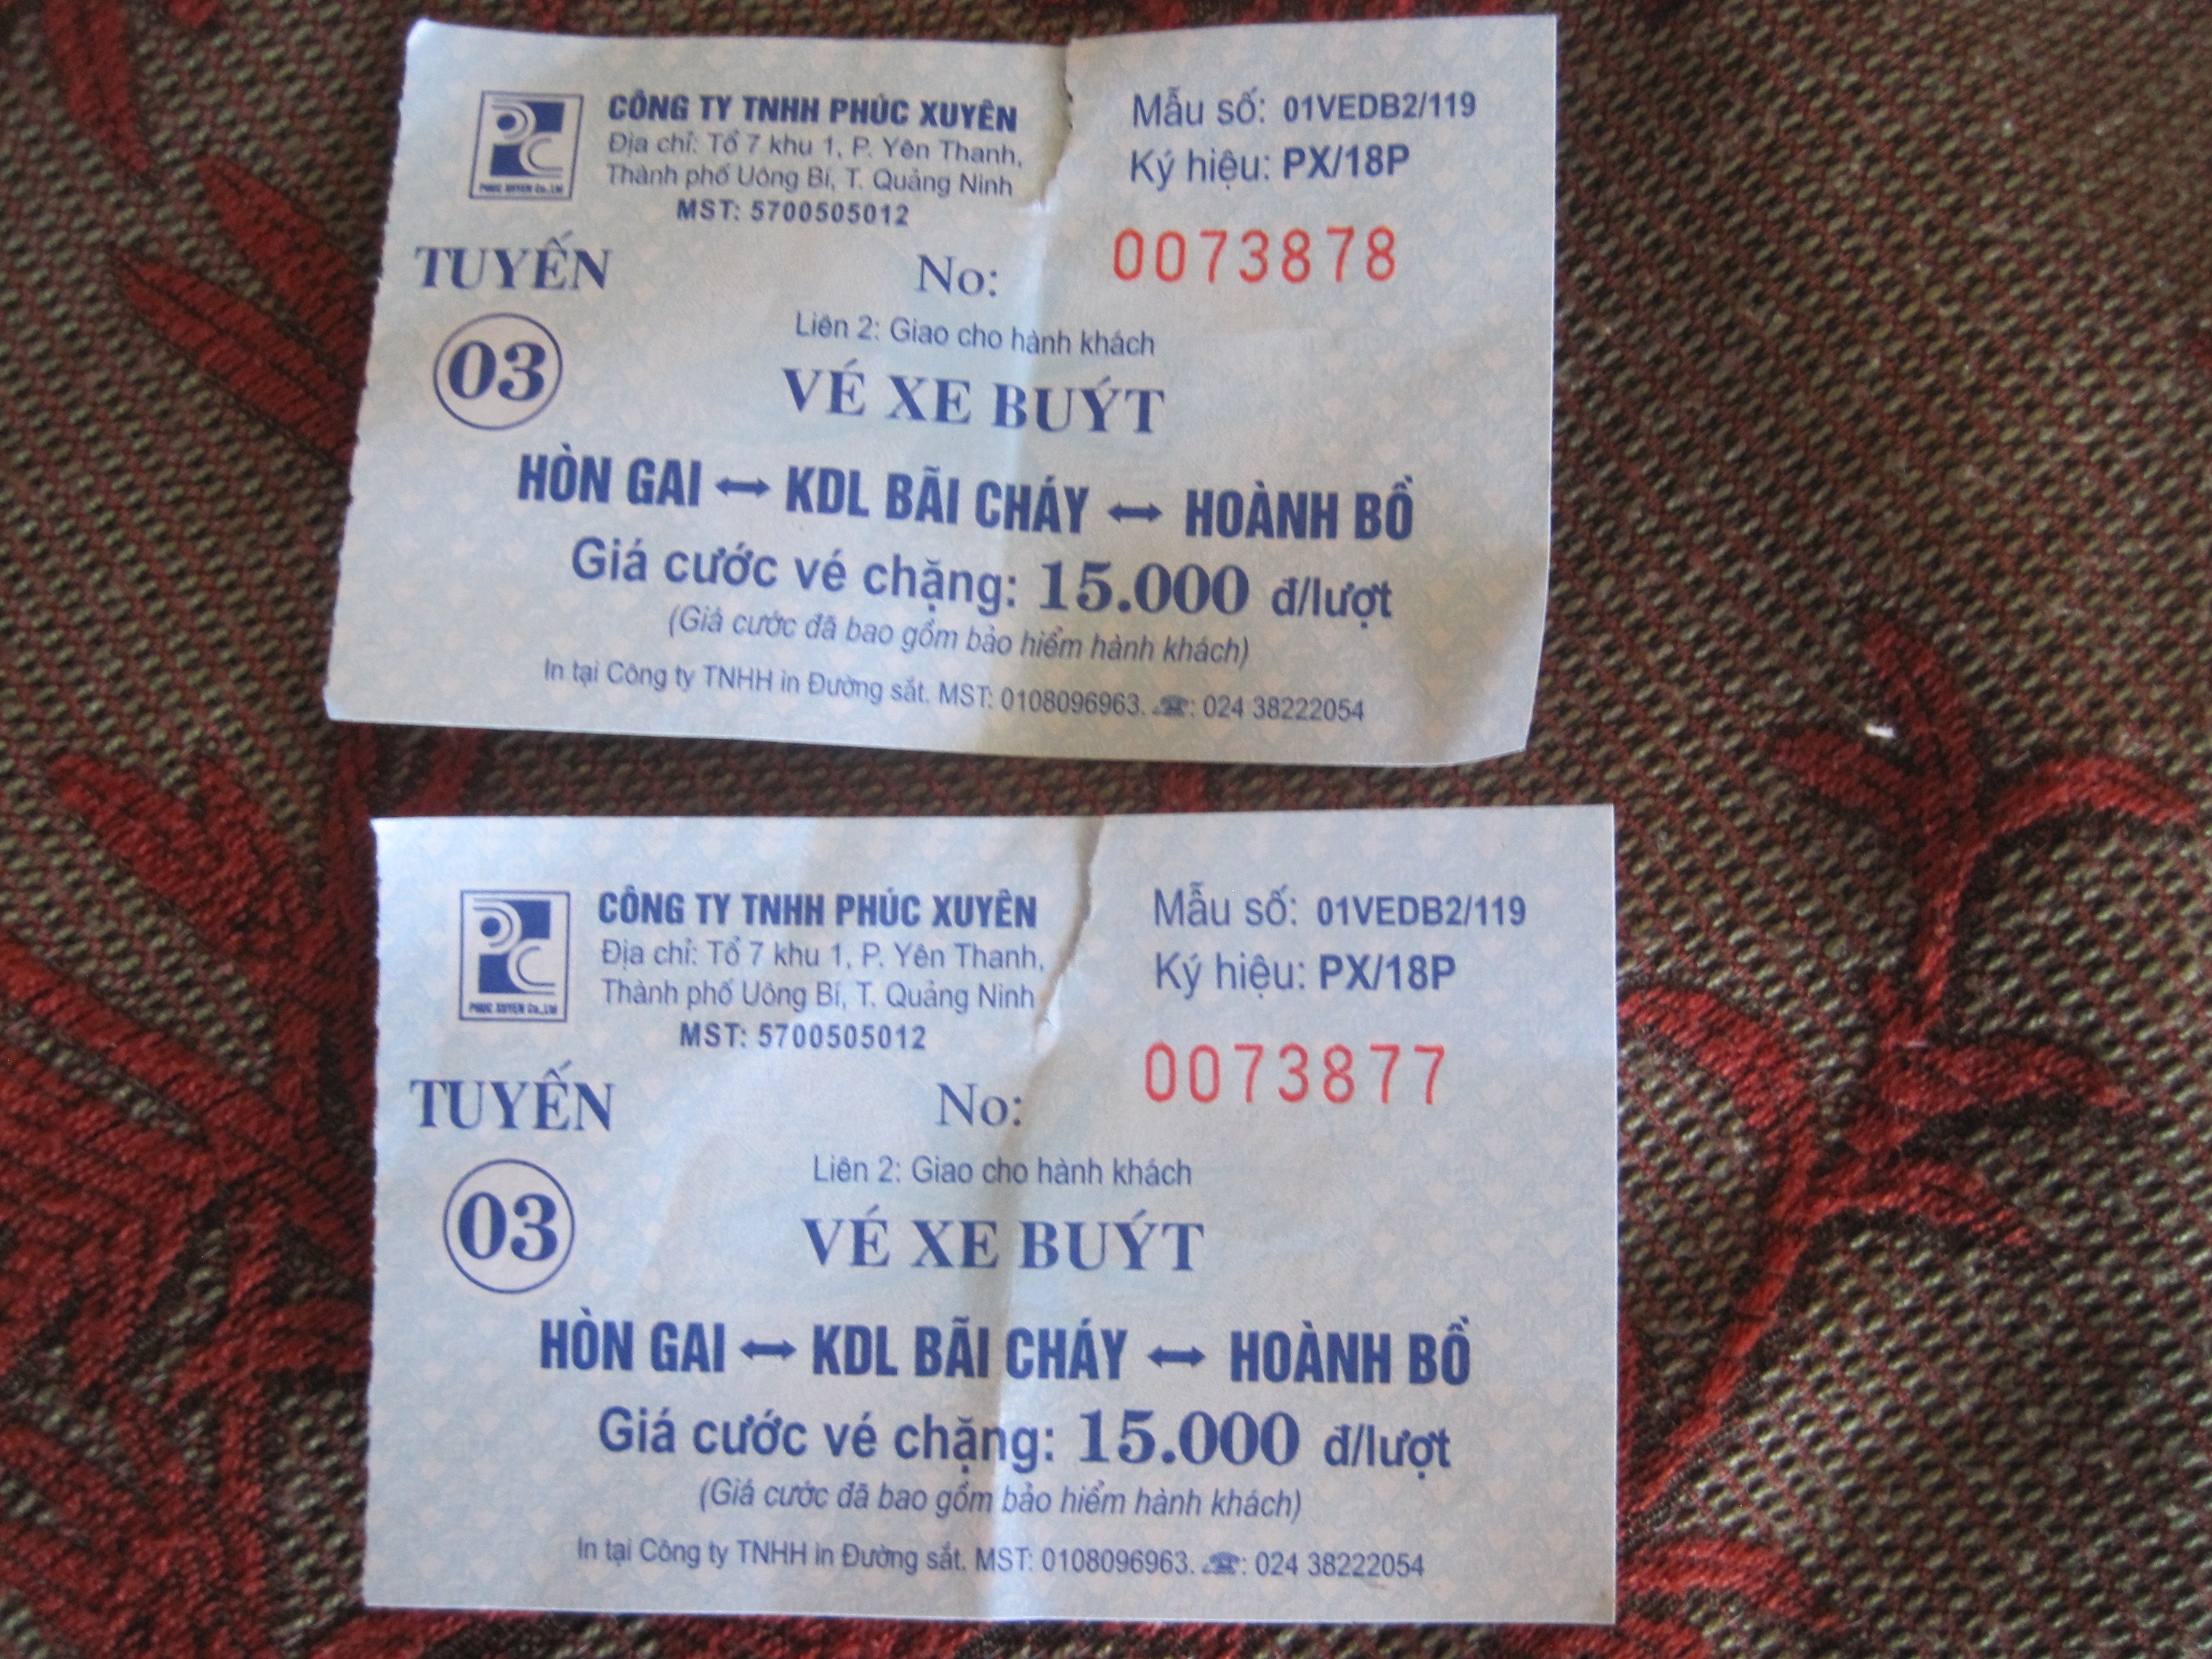 CÔNG TY TNHH PHÚC XUYÊN
Địa chỉ: Tổ 7 khu 1, P. Yên Thanh,
Thành phố Uông Bí, T. Quảng Ninh
MST: 5700505012
PHUC XUYEN Co.,Ltd
Mẫu số: 01VEDB2/119
Ký hiệu: PX/18P
TUYẾN
No: 0073878
03
Liên 2: Giao cho hành khách
VÉ XE BUÝT
HÒN GAI ↔ KDL BÃI CHÁY ↔ HOÀNH BỒ
Giá cước vé chặng: 15.000 đ/lượt
(Giá cước đã bao gồm bảo hiểm hành khách)
In tại Công ty TNHH in Đường sắt. MST: 0108096963. ☎: 024 38222054
CÔNG TY TNHH PHÚC XUYÊN
Địa chỉ: Tổ 7 khu 1, P. Yên Thanh,
Thành phố Uông Bí, T. Quảng Ninh
MST: 5700505012
PHUC XUYEN Co.,Ltd
Mẫu số: 01VEDB2/119
Ký hiệu: PX/18P
TUYẾN
No: 0073877
03
Liên 2: Giao cho hành khách
VÉ XE BUÝT
HÒN GAI ↔ KDL BÃI CHÁY ↔ HOÀNH BỒ
Giá cước vé chặng: 15.000 đ/lượt
(Giá cước đã bao gồm bảo hiểm hành khách)
In tại Công ty TNHH in Đường sắt. MST: 0108096963. ☎: 024 38222054